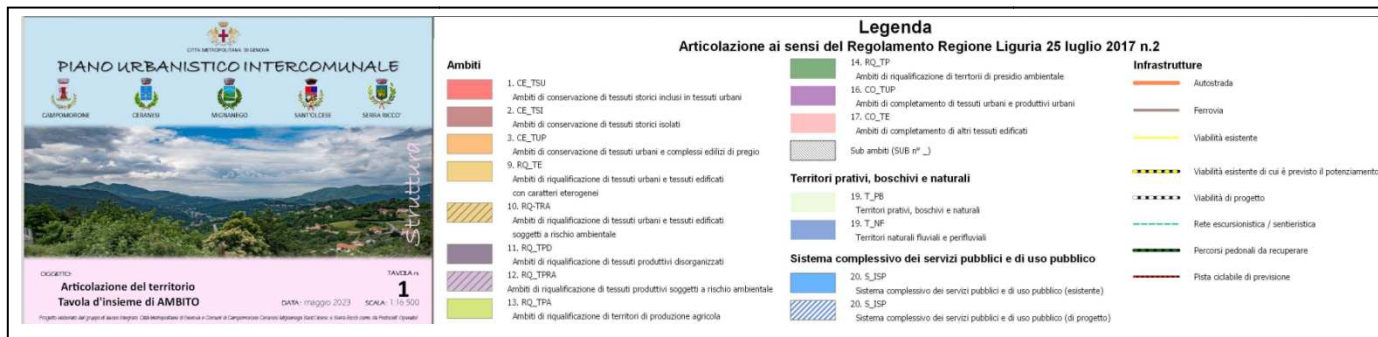 CITTÀ METROPOLITANA DI GENOVA
PIANO URBANISTICO INTERCOMUNALE
CAMPOMORONE
CERANESI
MIGNANEGO
SANT'OLCESE
SERRA RICCO'
Struttura
OGGETTO:
Articolazione del territorio
Tavola d'insieme di AMBITO
DATA: maggio 2023
TAVOLA n.
1
SCALA: 1:16.500
Legenda
Articolazione ai sensi del Regolamento Regione Liguria 25 luglio 2017 n.2
Ambiti
1. CE_TSU
Ambiti di conservazione di tessuti storici inclusi in tessuti urbani
2. CE_TSI
Ambiti di conservazione di tessuti storici isolati
3. CE_TUP
Ambiti di conservazione di tessuti urbani e complessi edilizi di pregio
9. RQ_TE
Ambiti di riqualificazione di tessuti urbani e tessuti edificati
con caratteri eterogenei
10. RQ-TRA
Ambiti di riqualificazione di tessuti urbani e tessuti edificati
soggetti a rischio ambientale
11. RQ_TPD
Ambiti di riqualificazione di tessuti produttivi disorganizzati
12. RQ_TPRA
Ambiti di riqualificazione di tessuti produttivi soggetti a rischio ambientale
13. RQ_TPA
Ambiti di riqualificazione di territori di produzione agricola
14. RQ_TP
Ambiti di riqualificazione di terrtorii di presidio ambientale
16. CO_TUP
Ambiti di completamento di tessuti urbani e produttivi urbani
17. CO_TE
Ambiti di completamento di altri tessuti edificati
Sub ambiti (SUB n° _)
Territori prativi, boschivi e naturali
19. T_PB
Territori prativi, boschivi e naturali
19. T_NF
Territori naturali fluviali e perifluviali
Sistema complessivo dei servizi pubblici e di uso pubblico
20. S_ISP
Sistema complessivo dei servizi pubblici e di uso pubblico (esistente)
20. S_ISP
Sistema complessivo dei servizi pubblici e di uso pubblico (di progetto)
Infrastrutture
Autostrada
Ferrovia
Viabilità esistente
Viabilità esistente di cui è previsto il potenziamento
Viabilità di progetto
Rete escursionistica / sentieristica
Percorsi pedonali da recuperare
Pista ciclabile di previsione